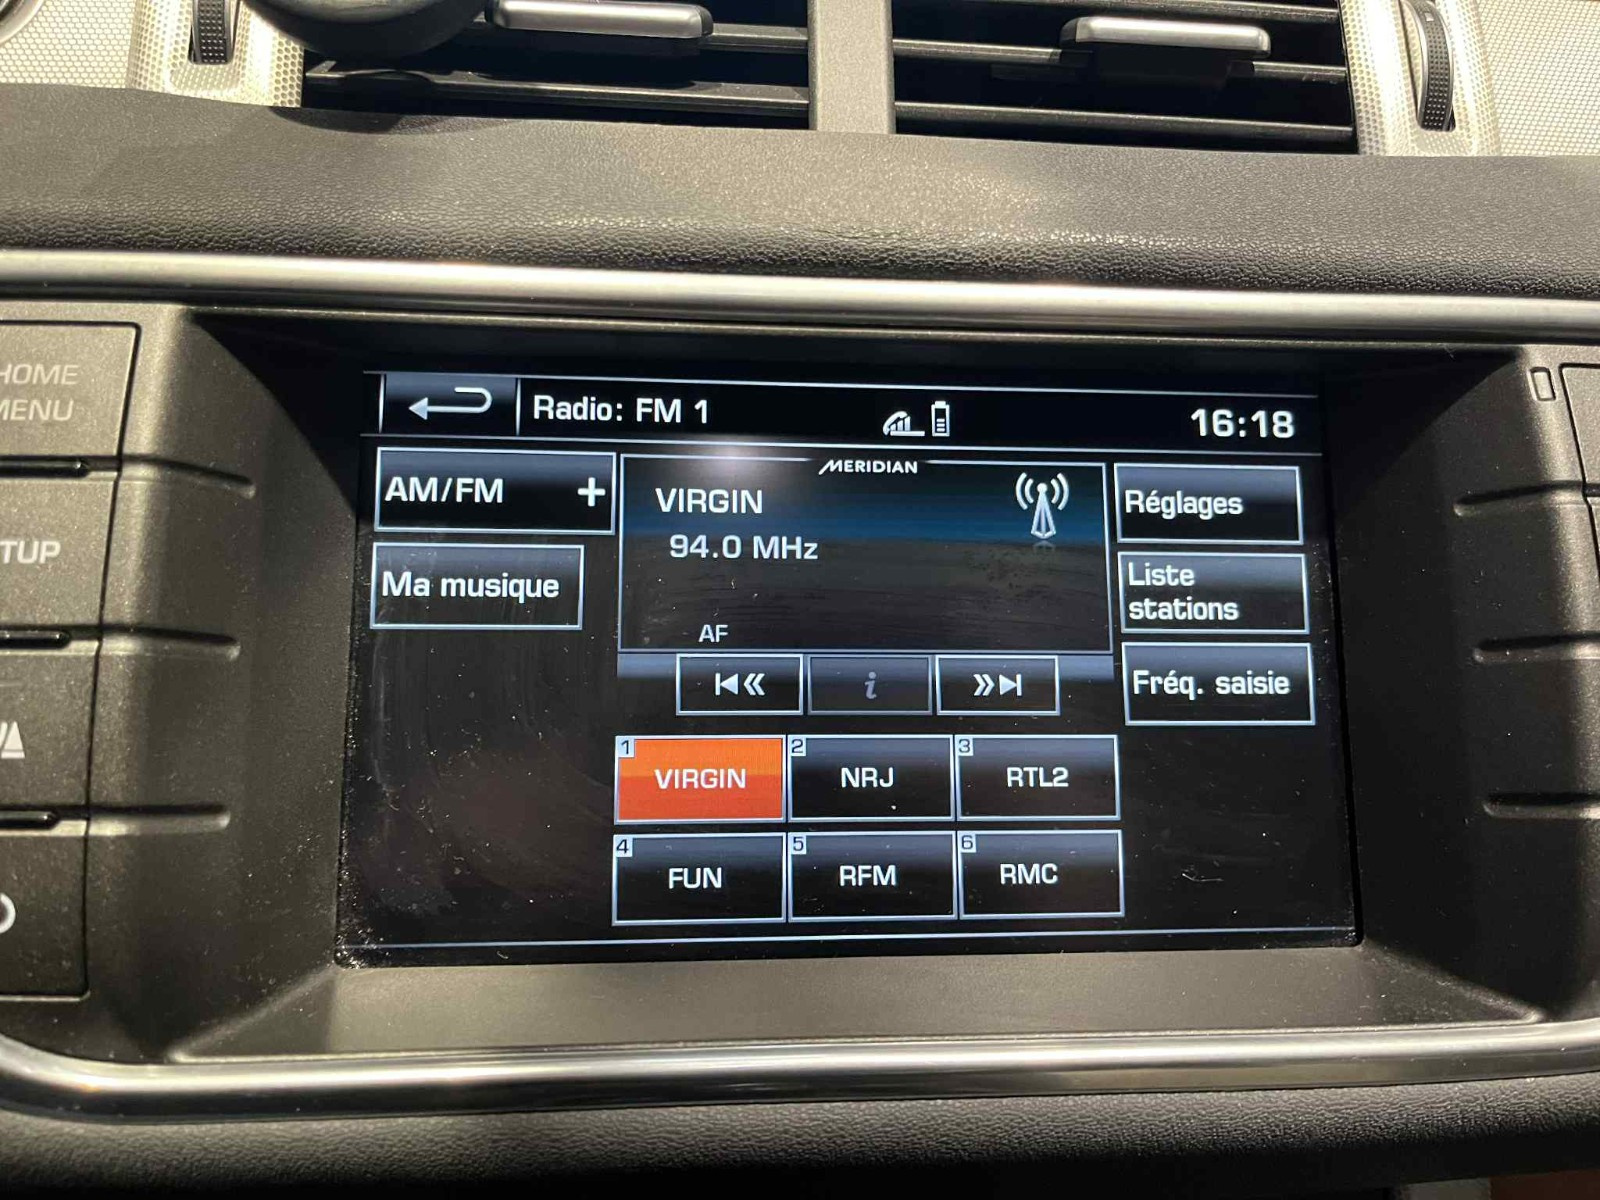 HOME
MENU
TUP
Radio: FM 1
16:18
AM/FM +
Ma musique
MERIDIAN
VIRGIN
94.0 MHz
AF
i
Réglages
Liste
stations
Fréq. saisie
1 VIRGIN
2 NRJ
3 RTL2
4 FUN
5 RFM
6 RMC